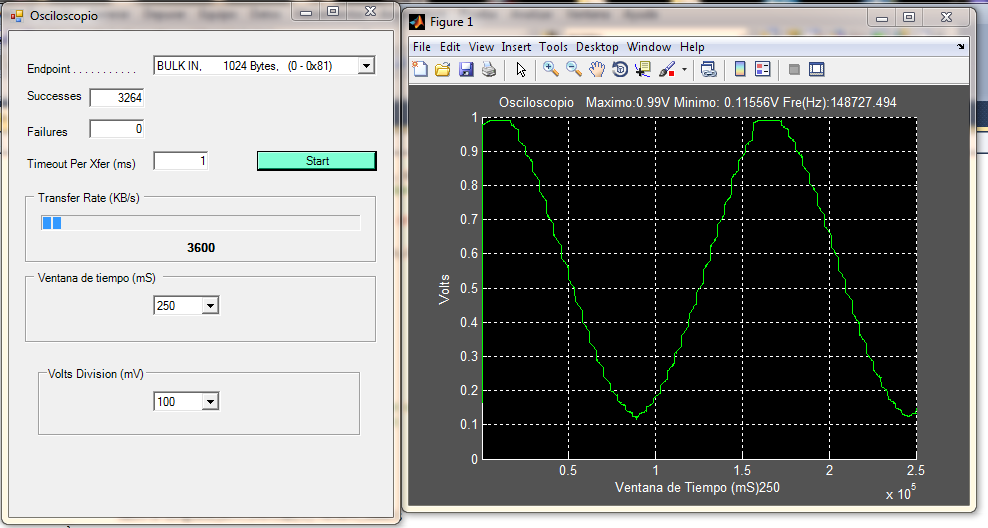 Osciloscopio
Endpoint . . . . . . . . . . . BULK IN, 1024 Bytes, (0 - 0x81)
Successes 3264
Failures 0
Timeout Per Xfer (ms) 1 Start
Transfer Rate (KB/s)
3600
Ventana de tiempo (mS)
250
Volts Division (mV)
100
Figure 1
File Edit View Insert Tools Desktop Window Help
Osciloscopio Maximo:0.99V Minimo: 0.11556V Fre(Hz):148727.494
1
0.9
0.8
0.7
0.6
0.5
0.4
0.3
0.2
0.1
0
Volts
0.5 1 1.5 2 2.5
Ventana de Tiempo (mS)250
x 10⁵